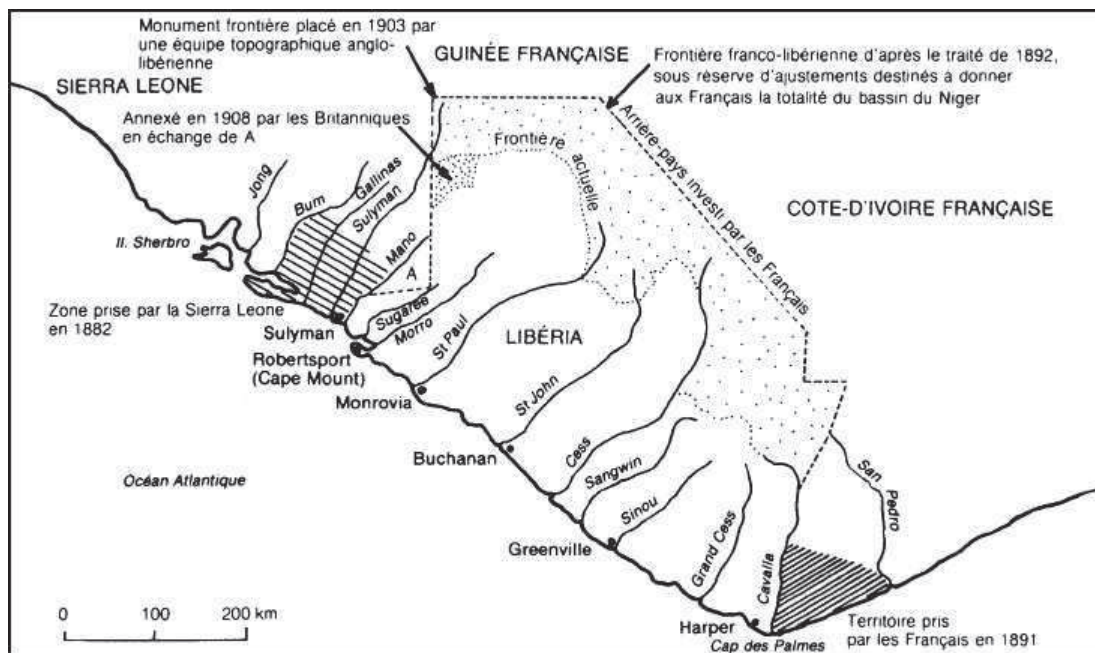 Monument frontière placé en 1903 par
une équipe topographique anglo-
libérienne
GUINÉE FRANÇAISE
Frontière franco-libérienne d'après le traité de 1892,
sous réserve d'ajustements destinés à donner
aux Français la totalité du bassin du Niger
SIERRA LEONE
Annexé en 1908 par les Britanniques
en échange de A
Frontière actuelle
Arrière-pays investi par les Français
Jong
Bum
Gallinas
Sulyman
COTE-D'IVOIRE FRANÇAISE
Il. Sherbro
Mano
A
Zone prise par la Sierra Leone
en 1882
Sulyman
Sugaree
Morro
St Paul
LIBÉRIA
Robertsport
(Cape Mount)
Monrovia
St John
Buchanan
Cess
Sangwin
San Pedro
Océan Atlantique
Sinou
Greenville
Grand Cess
Cavalla
0 100 200 km
Harper
Cap des Palmes
Territoire pris
par les Français en 1891